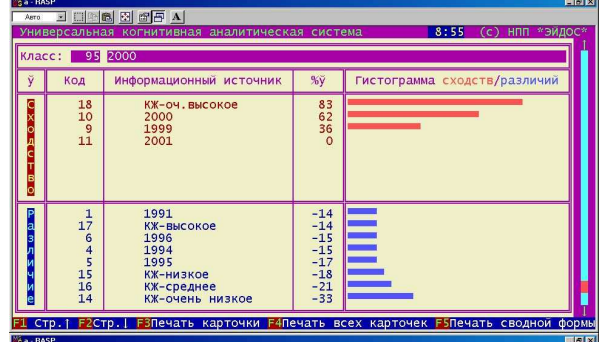 a - RASP
Авто
Универсальная когнитивная аналитическая система 8:55 (с) НПП *ЭЙДОС*
Класс: 95 2000
ÿ Код Информационный источник %ÿ Гистограмма сходств/различий
Сходство
18 КЖ-оч.высокое 83
10 2000 62
9 1999 36
11 2001 0
Различие
1 1991 -14
17 КЖ-высокое -14
6 1996 -15
4 1994 -15
5 1995 -17
15 КЖ-низкое -18
16 КЖ-среднее -21
14 КЖ-очень низкое -33
F1 Стр.↑ F2Стр.↓ F3Печать карточки F4Печать всех карточек F5Печать сводной формы
a - RASP